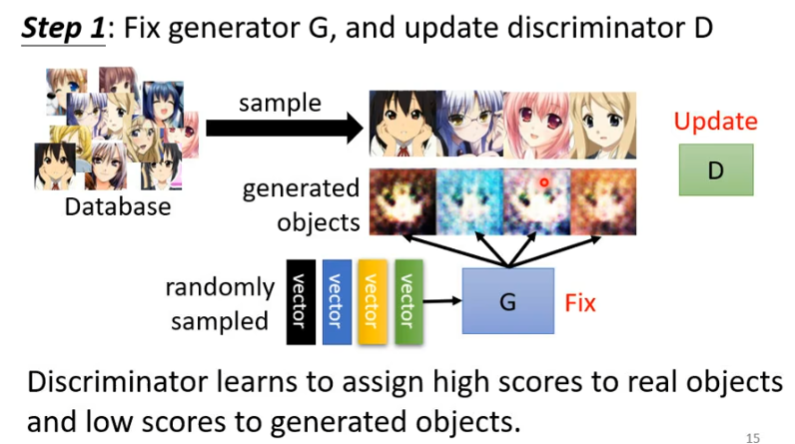 Step 1: Fix generator G, and update discriminator D
sample
Update
D
Database
generated
objects
randomly
sampled
vector
vector
vector
vector
G
Fix
Discriminator learns to assign high scores to real objects
and low scores to generated objects.
15